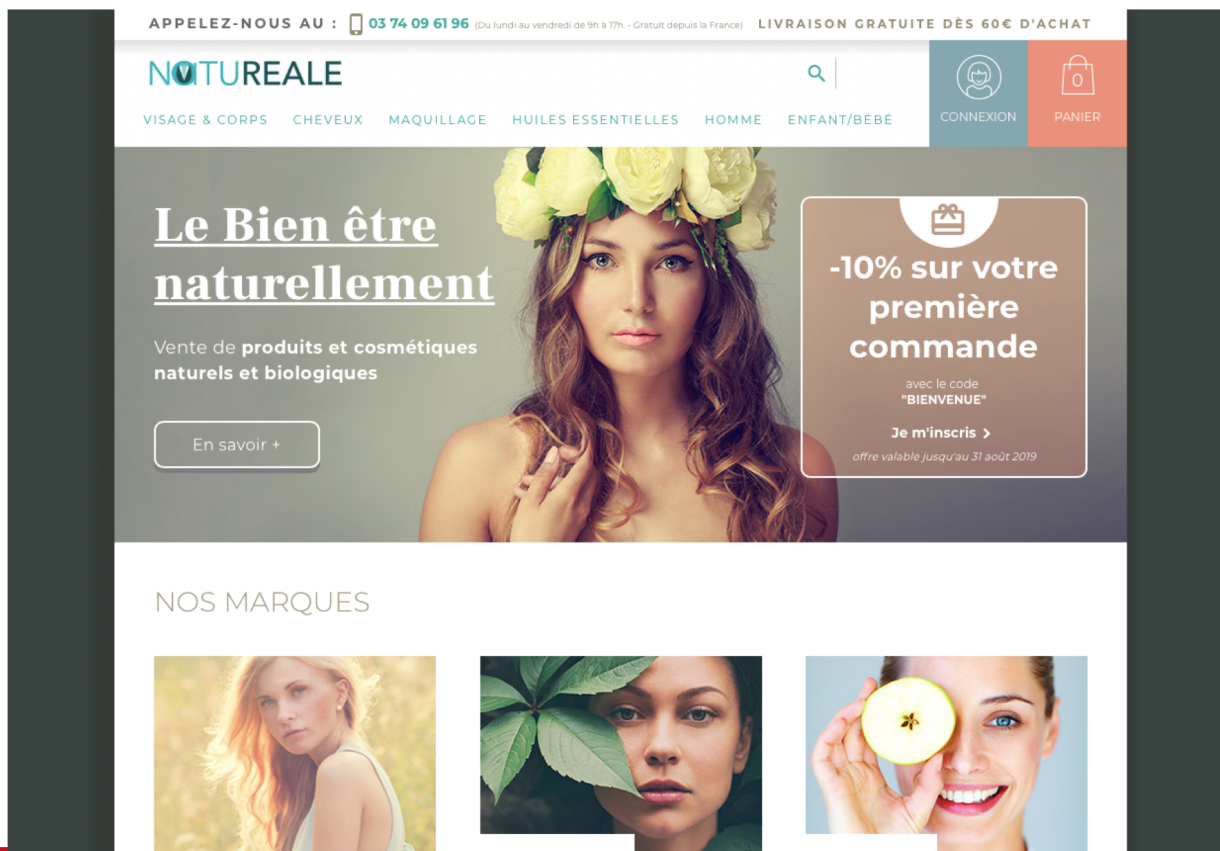 APPELEZ-NOUS AU : 03 74 09 61 96 (Du lundi au vendredi de 9h à 17h. - Gratuit depuis la France) LIVRAISON GRATUITE DÈS 60€ D'ACHAT
NATUREALE
0
VISAGE & CORPS CHEVEUX MAQUILLAGE HUILES ESSENTIELLES HOMME ENFANT/BÉBÉ CONNEXION PANIER
Le Bien être
naturellement
Vente de produits et cosmétiques
naturels et biologiques
En savoir +
-10% sur votre
première
commande
avec le code
"BIENVENUE"
Je m'inscris
offre valable jusqu'au 31 août 2019
NOS MARQUES